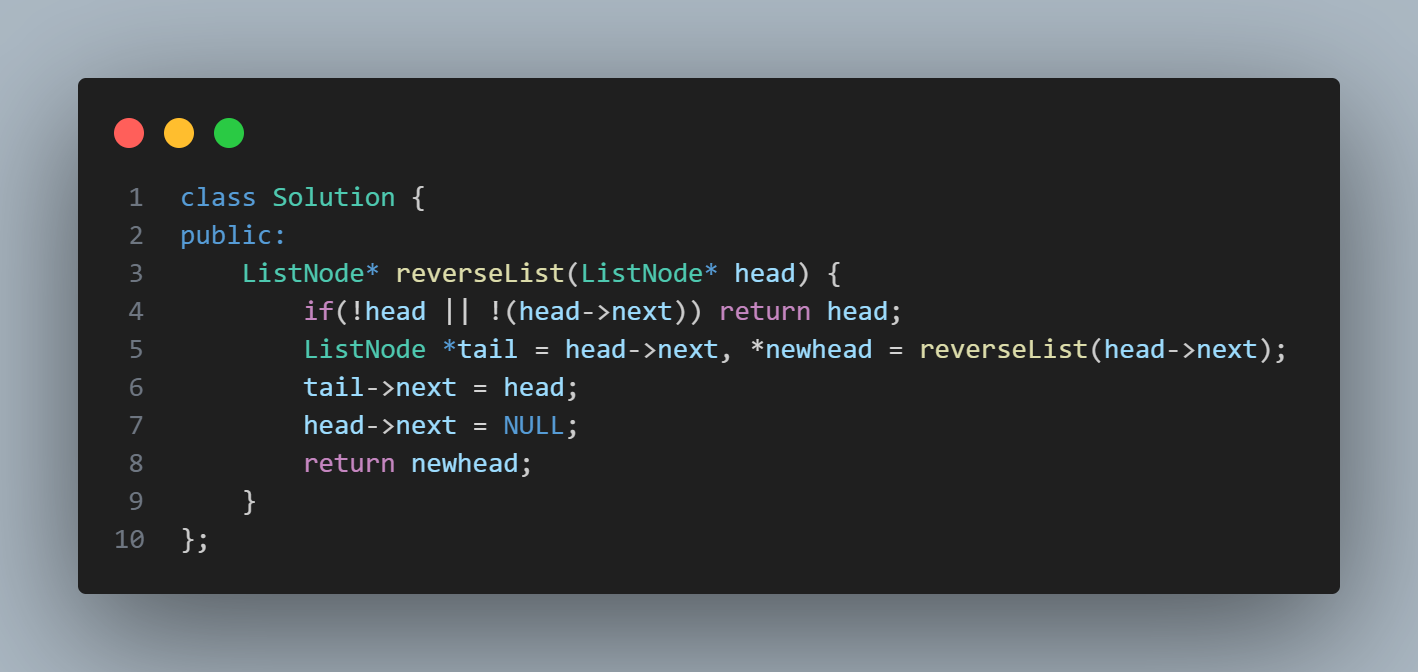 1 class Solution {
2 public:
3     ListNode* reverseList(ListNode* head) {
4         if(!head || !(head->next)) return head;
5         ListNode *tail = head->next, *newhead = reverseList(head->next);
6         tail->next = head;
7         head->next = NULL;
8         return newhead;
9     }
10 };